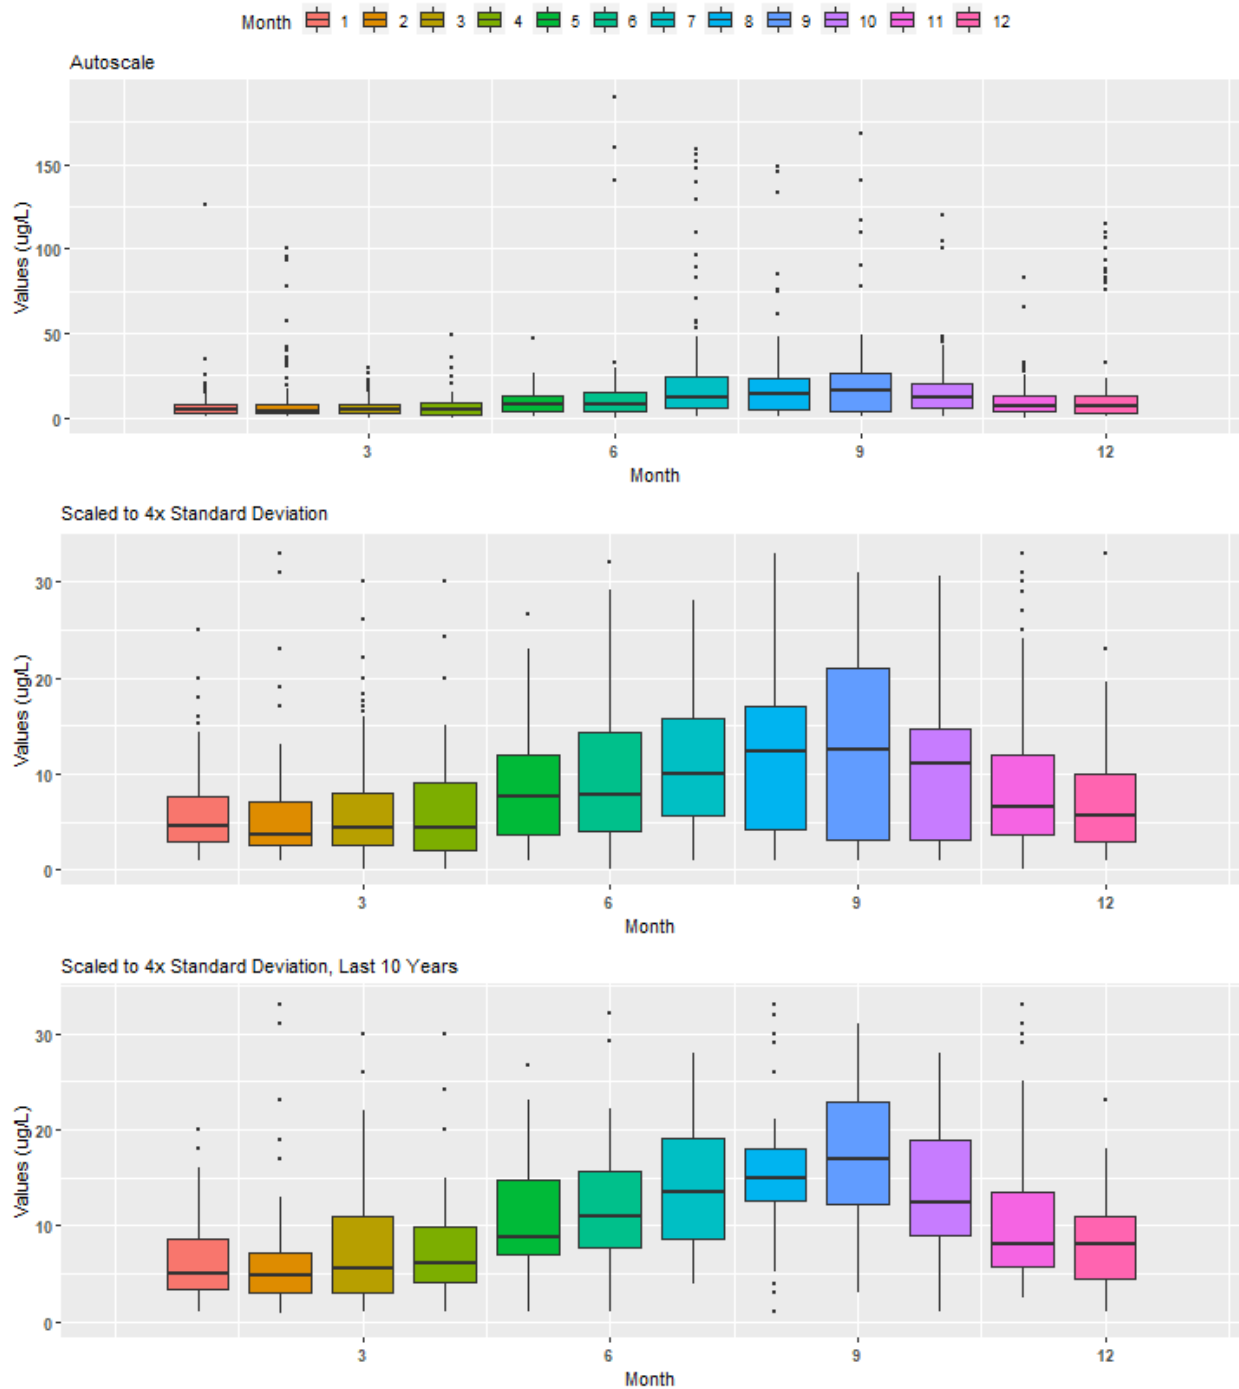 Month 1 2 3 4 5 6 7 8 9 10 11 12
Autoscale
Values (ug/L)
150
100
50
0
3 6 9 12
Month
Scaled to 4x Standard Deviation
Values (ug/L)
30
20
10
0
3 6 9 12
Month
Scaled to 4x Standard Deviation, Last 10 Years
Values (ug/L)
30
20
10
0
3 6 9 12
Month